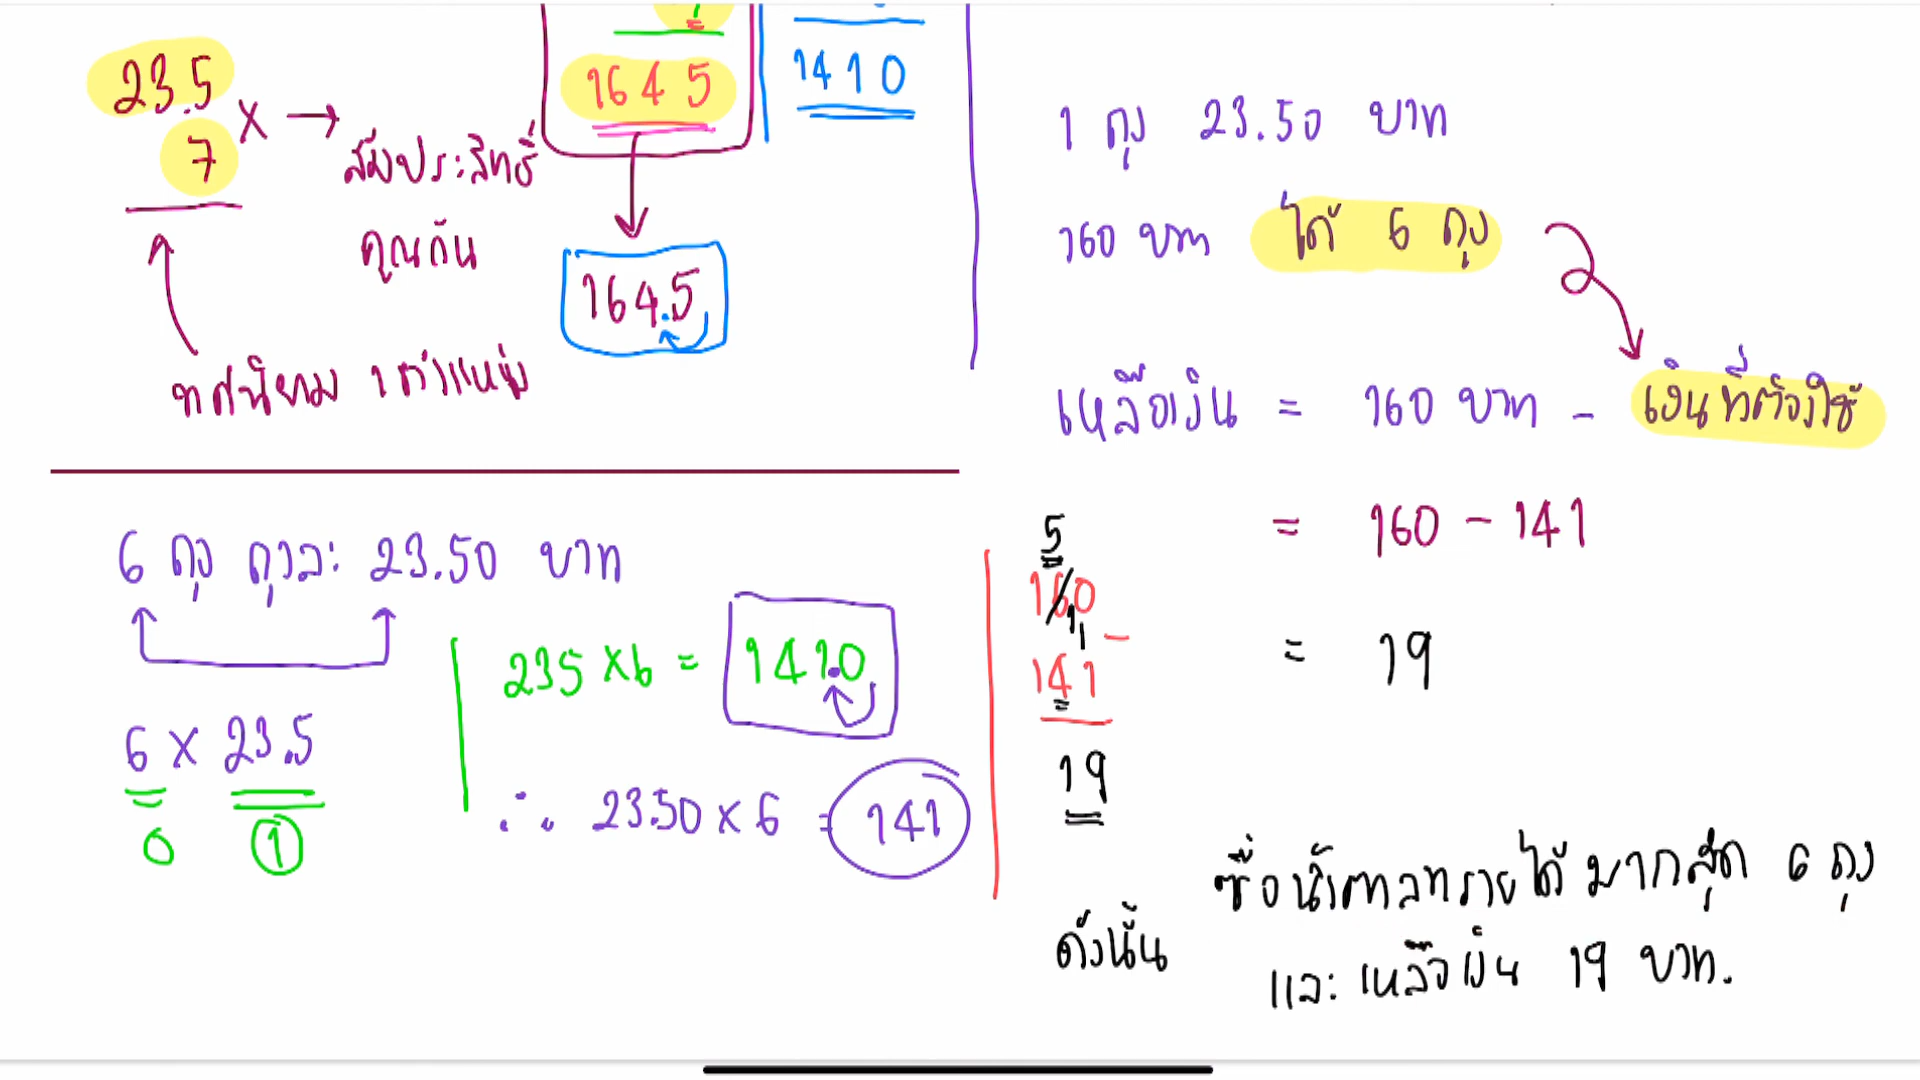 23.5
7 ×
→ สัมประสิทธิ์
คูณกัน
1645
1410
164.5
ทศนิยม 1 ตำแหน่ง
6 ถุง ถุงละ 23.50 บาท
6 × 23.5
0 1
235 × 6 = 141.0
∴ 23.50 × 6 = 141
1 ถุง 23.50 บาท
160 บาท ได้ 6 ถุง
เหลือเงิน = 160 บาท - เงินที่ต้องใช้
= 160 - 141
= 19
5
160
1 1 -
141
19
ดังนั้น ซื้อน้ำตาลทรายได้มากสุด 6 ถุง
และเหลือเงิน 19 บาท.